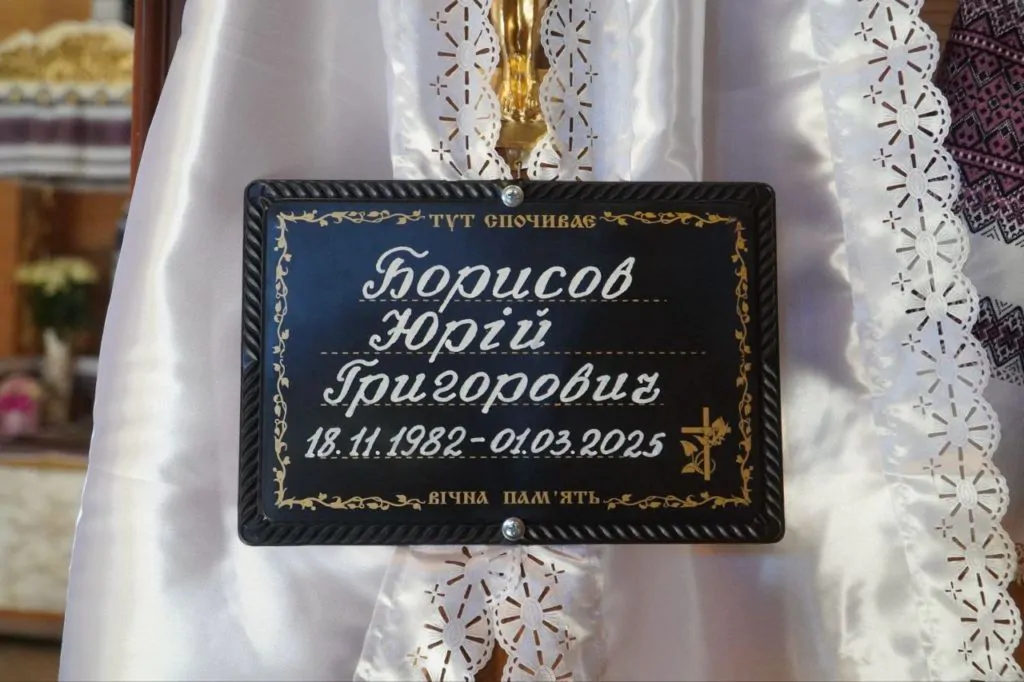 ТУТ СПОЧИВАЄ
Борисов
Юрій
Григорович
18.11.1982-01.03.2025
ВІЧНА ПАМ'ЯТЬ